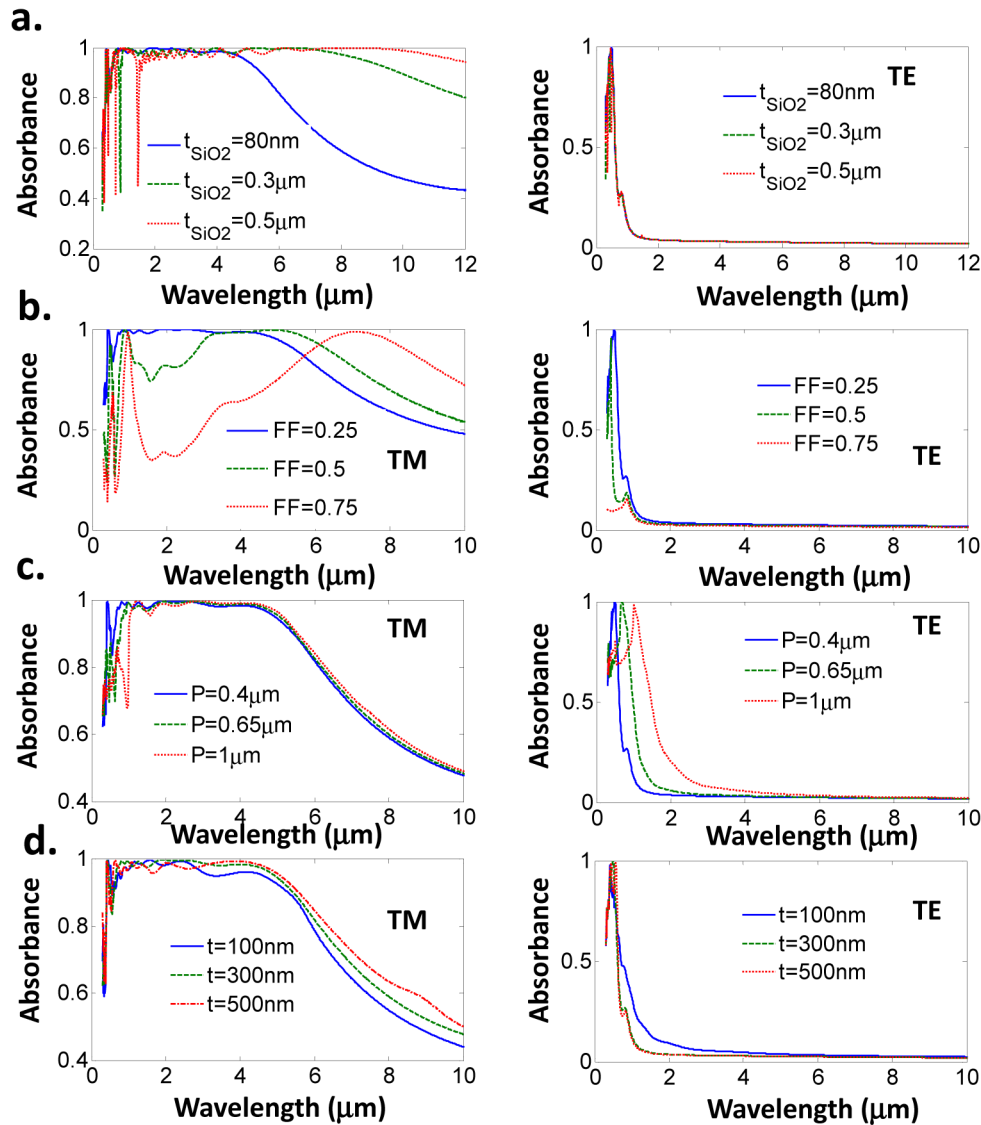 a.
Absorbance
1
0.8
0.6
0.4
0.2
t_SiO2=80nm
t_SiO2=0.3μm
t_SiO2=0.5μm
0 2 4 6 8 10 12
Wavelength (μm)
Absorbance
1
0.5
0
TE
t_SiO2=80nm
t_SiO2=0.3μm
t_SiO2=0.5μm
0 2 4 6 8 10 12
Wavelength (μm)
b.
Absorbance
1
0.5
0
FF=0.25
FF=0.5
FF=0.75
TM
0 2 4 6 8 10
Wavelength (μm)
Absorbance
1
0.5
0
FF=0.25
FF=0.5
FF=0.75
TE
0 2 4 6 8 10
Wavelength (μm)
c.
Absorbance
1
0.8
0.6
0.4
TM
P=0.4μm
P=0.65μm
P=1μm
0 2 4 6 8 10
Wavelength (μm)
Absorbance
1
0.5
0
P=0.4μm
P=0.65μm
P=1μm
TE
0 2 4 6 8 10
Wavelength (μm)
d.
Absorbance
1
0.8
0.6
0.4
TM
t=100nm
t=300nm
t=500nm
0 2 4 6 8 10
Wavelength (μm)
Absorbance
1
0.5
0
t=100nm
t=300nm
t=500nm
TE
0 2 4 6 8 10
Wavelength (μm)